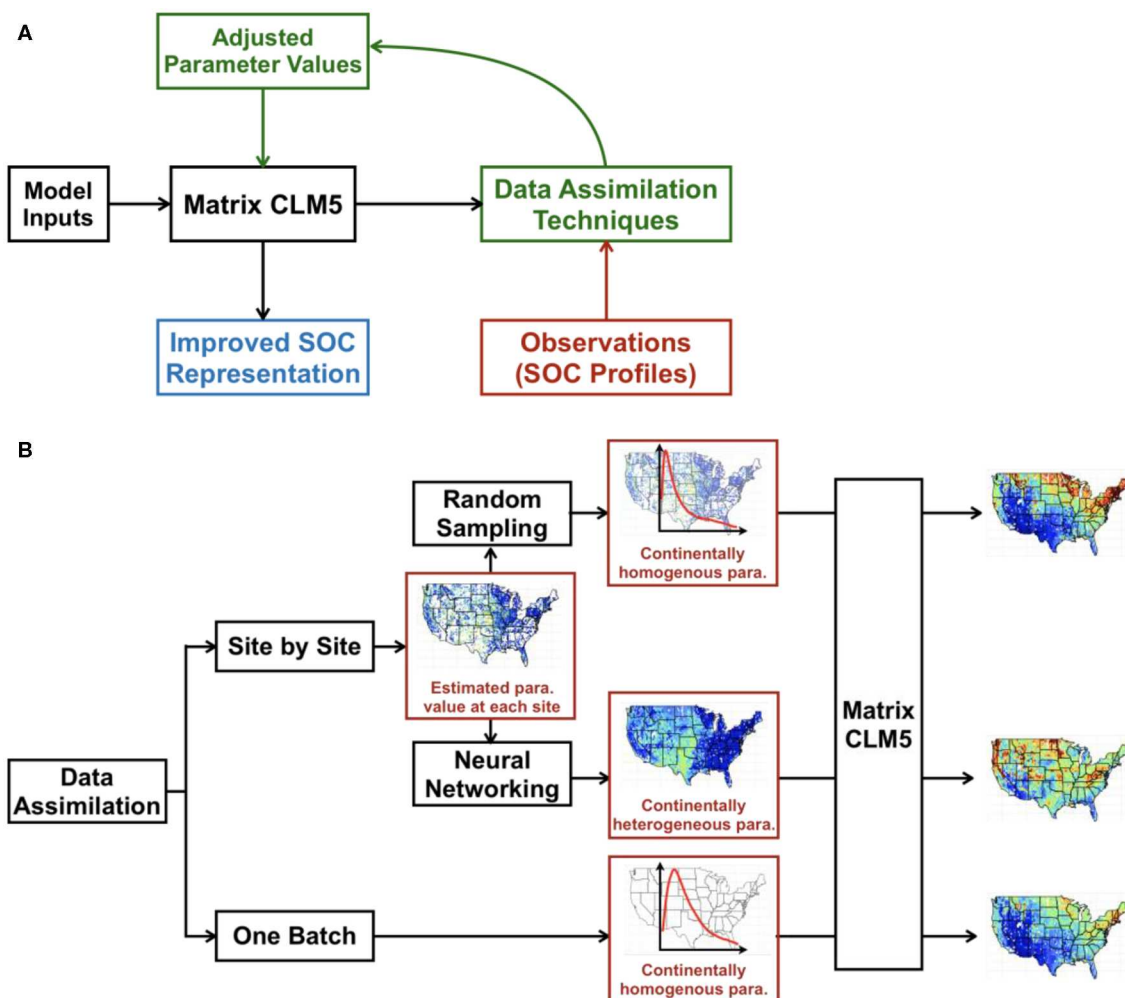 A
Adjusted
Parameter Values
Model
Inputs
Matrix CLM5
Data Assimilation
Techniques
Improved SOC
Representation
Observations
(SOC Profiles)
B
Random
Sampling
Continentally
homogenous para.
Site by Site
Estimated para.
value at each site
Matrix
CLM5
Data
Assimilation
Neural
Networking
Continentally
heterogeneous para.
One Batch
Continentally
homogenous para.